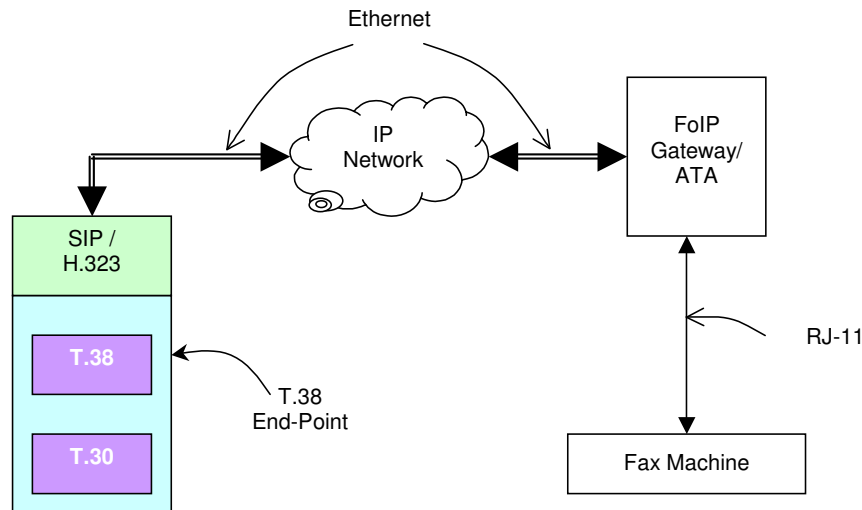 Ethernet
IP
Network
FoIP
Gateway/
ATA
SIP /
H.323
T.38
T.38
End-Point
T.30
RJ-11
Fax Machine